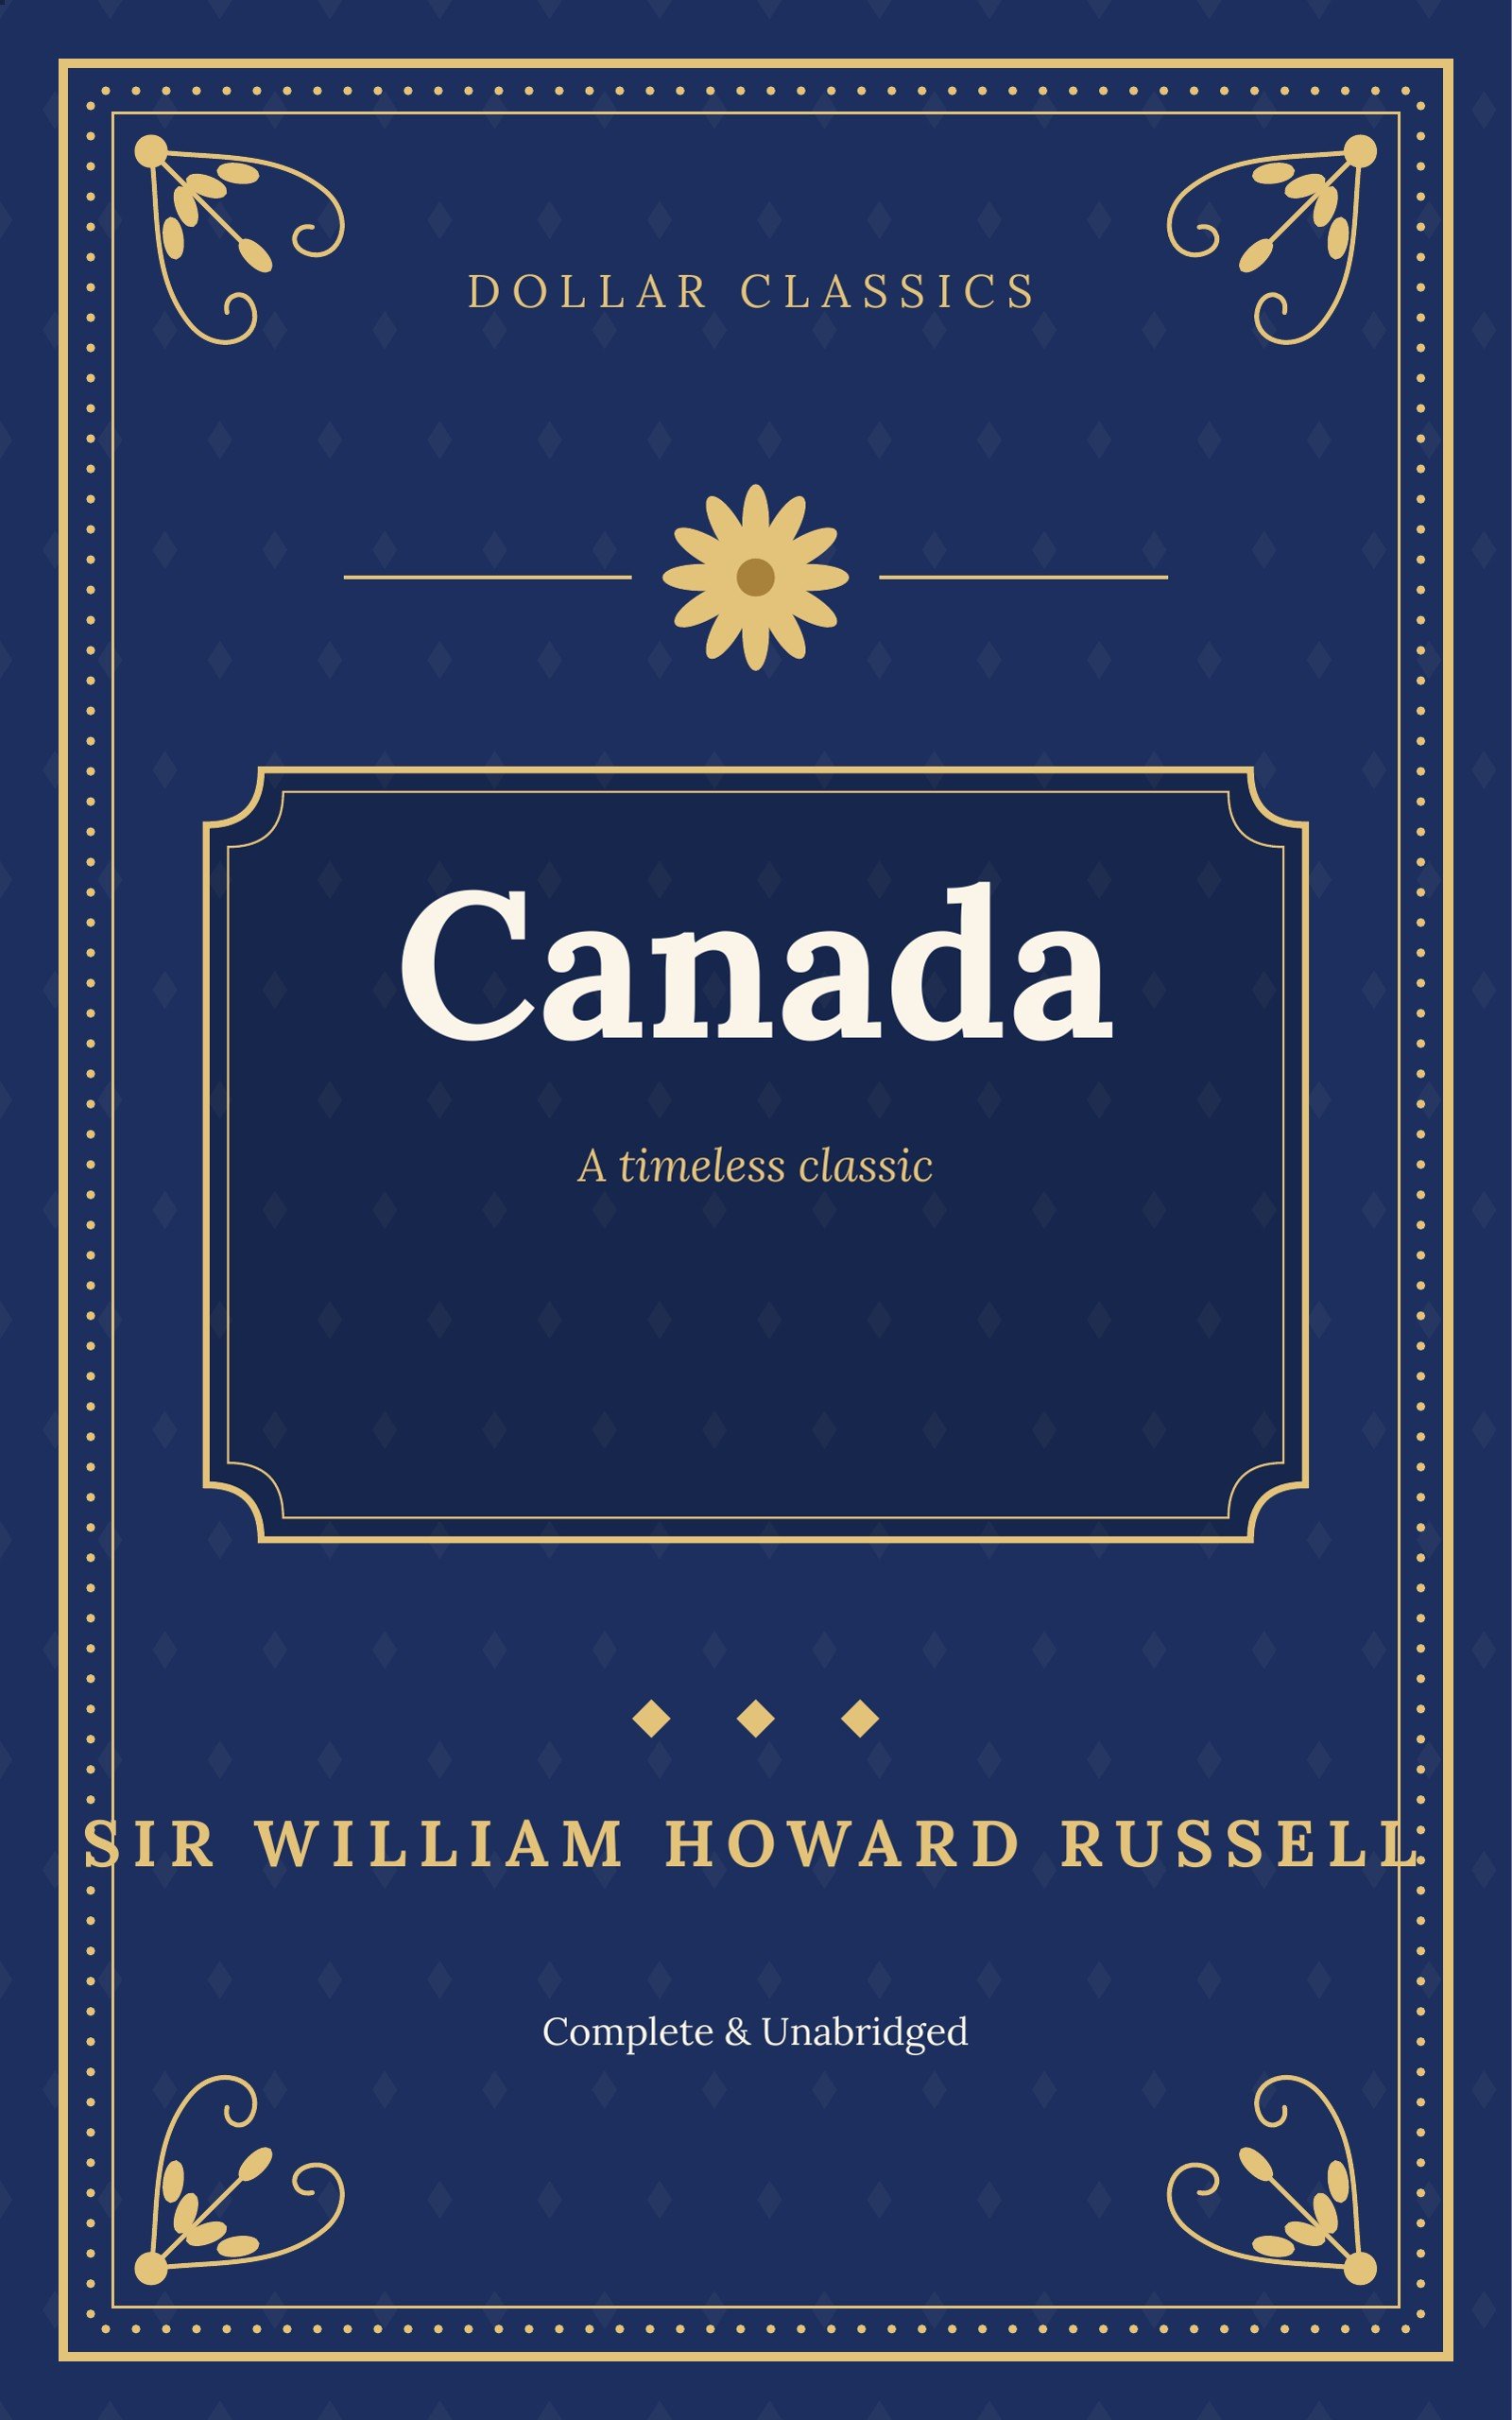 DOLLAR CLASSICS
Canada
A timeless classic
SIR WILLIAM HOWARD RUSSELL
Complete & Unabridged